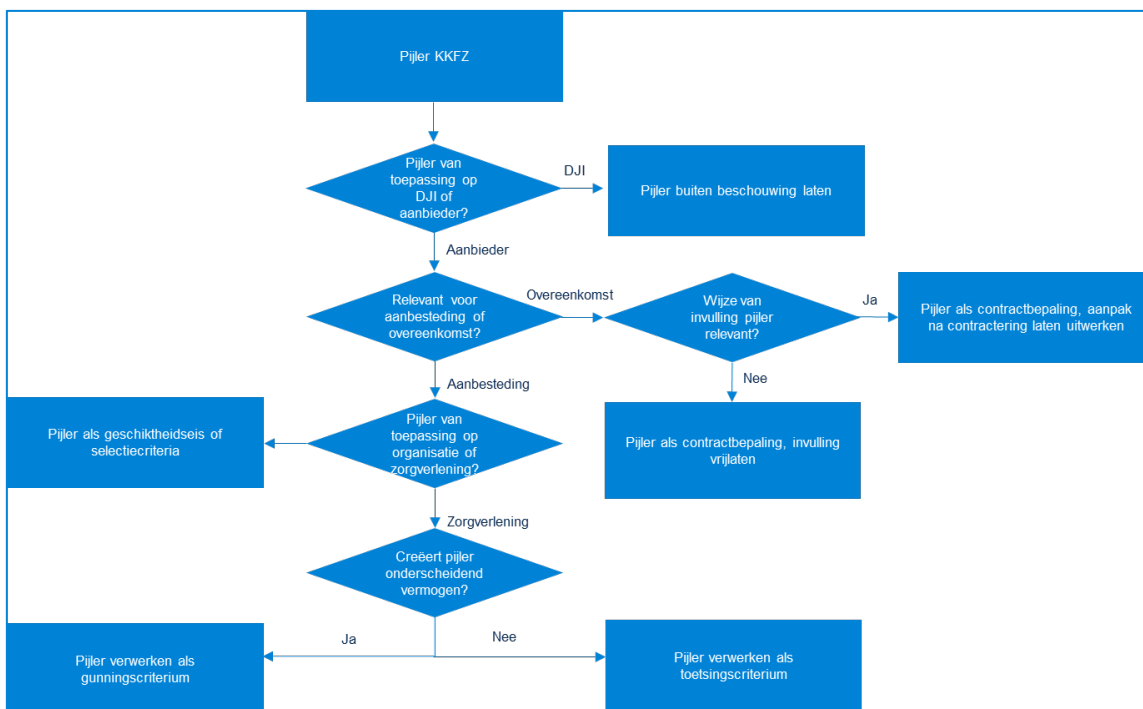 Pijler KKFZ
Pijler van
toepassing op
DJI of
aanbieder?
DJI
Pijler buiten beschouwing laten
Aanbieder
Relevant voor
aanbesteding of
overeenkomst?
Overeenkomst
Wijze van
invulling pijler
relevant?
Ja
Pijler als contractbepaling, aanpak
na contractering laten uitwerken
Nee
Pijler als contractbepaling, invulling
vrijlaten
Aanbesteding
Pijler van
toepassing op
organisatie of
zorgverlening?
Pijler als geschiktheidseis of
selectiecriteria
Zorgverlening
Creëert pijler
onderscheidend
vermogen?
Ja
Nee
Pijler verwerken als
gunningscriterium
Pijler verwerken als
toetsingscriterium